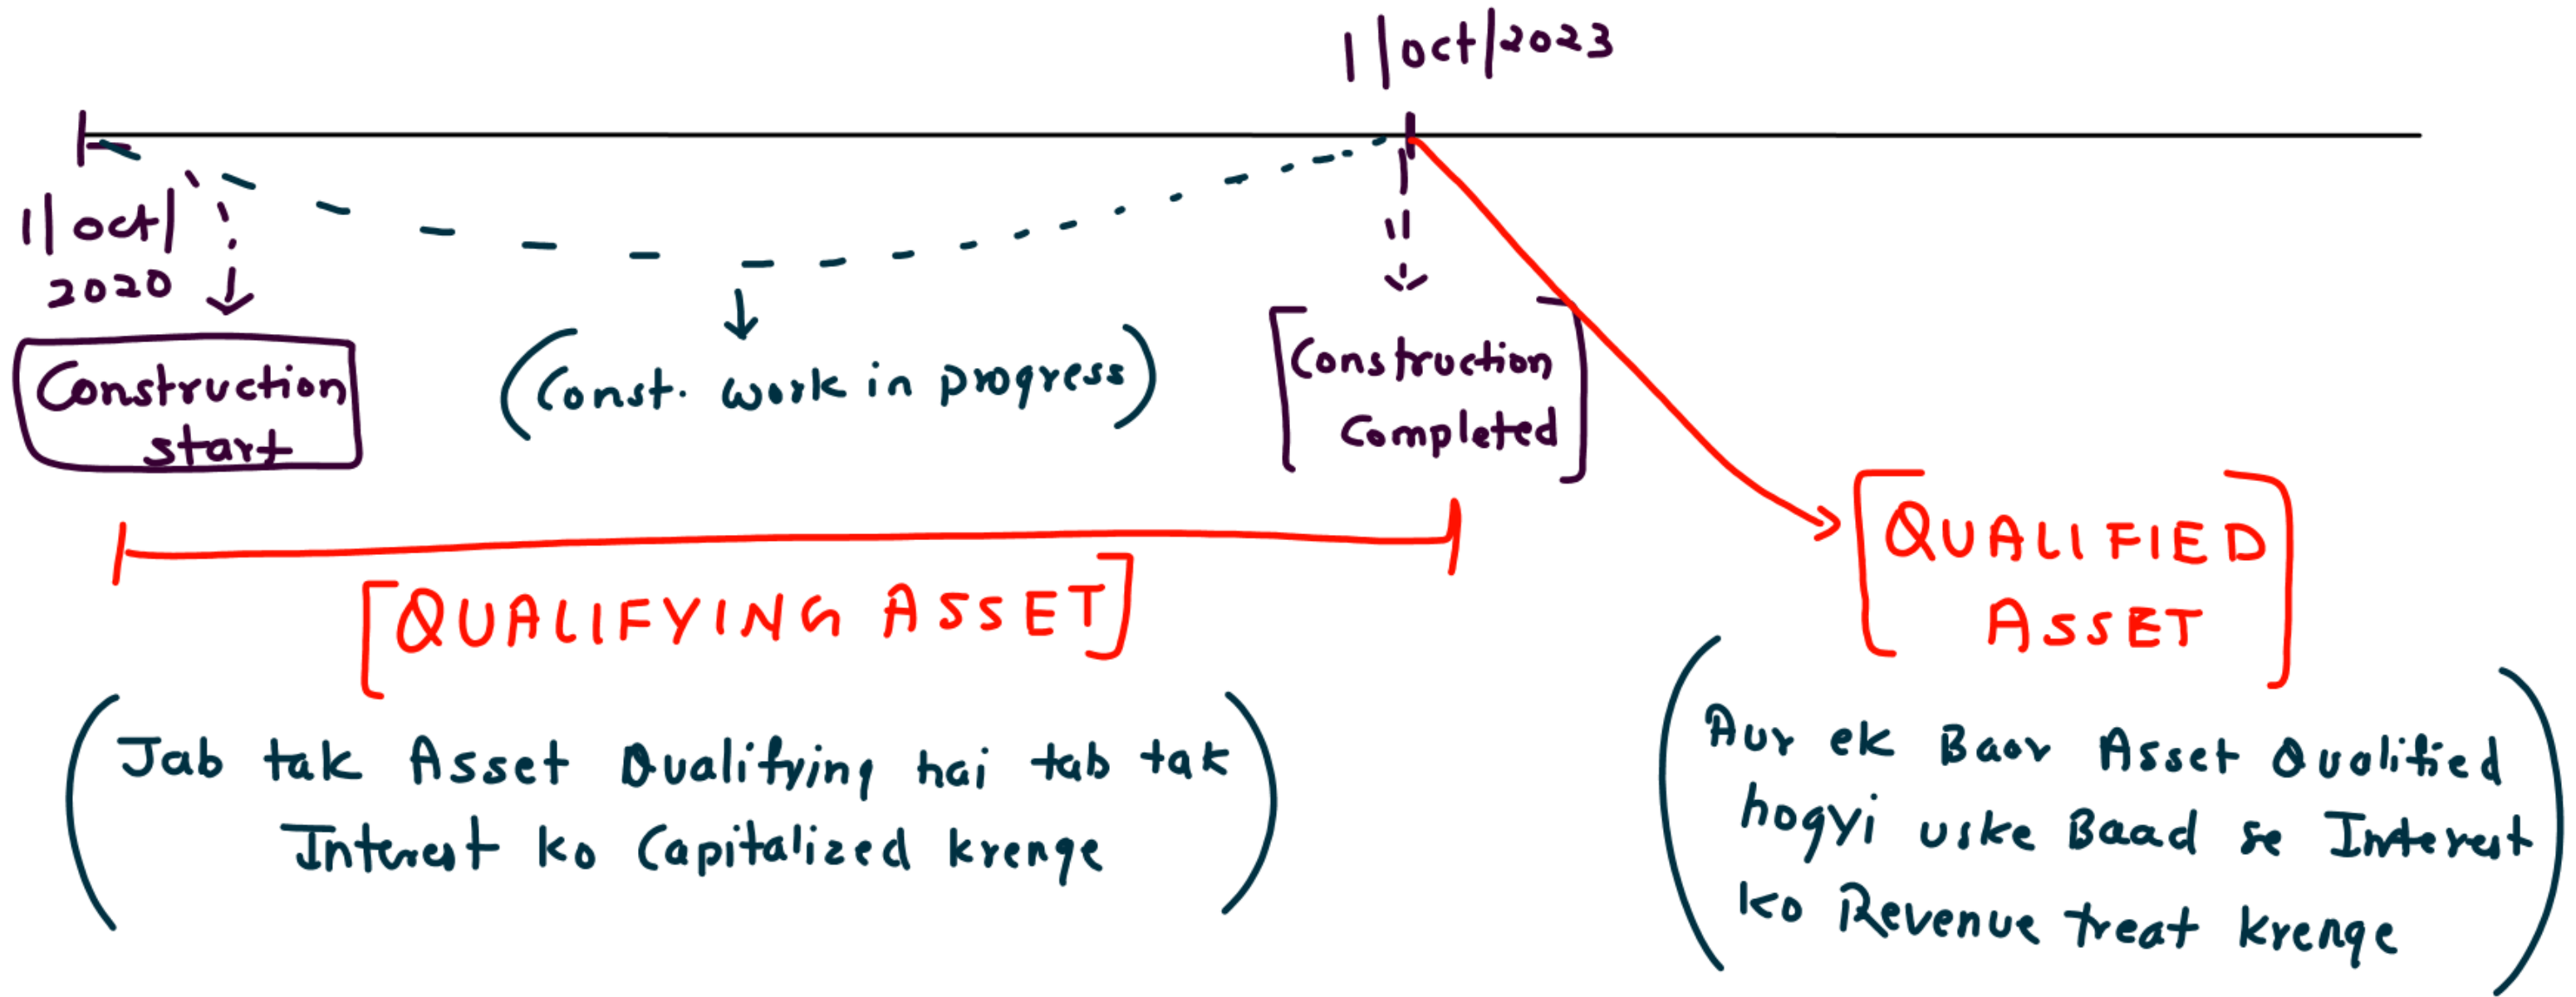 1/oct/2023
1/oct/
2020
Construction
start
(Const. work in progress)
[Construction
Completed]
[QUALIFYING ASSET]
[QUALIFIED
ASSET]
(Jab tak Asset Qualifying hai tab tak
Interest ko Capitalized krenge)
(Aur ek Baar Asset Qualified
hogyi uske Baad se Interest
ko Revenue treat krenge)